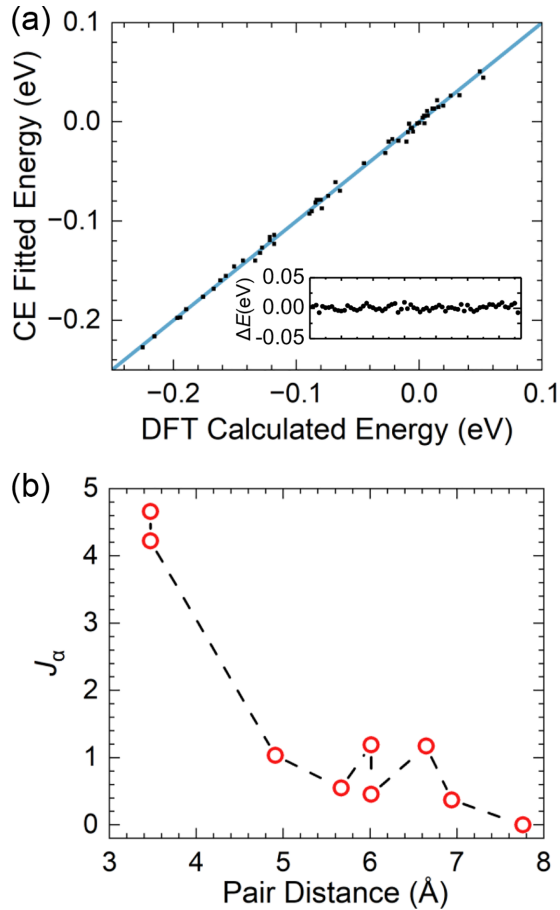 (a)
CE Fitted Energy (eV)
0.1
0.0
−0.1
−0.2
ΔE(eV)
0.05
0.00
-0.05
−0.2 −0.1 0.0 0.1
DFT Calculated Energy (eV)
(b)
Jα
5
4
3
2
1
0
3 4 5 6 7 8
Pair Distance (Å)